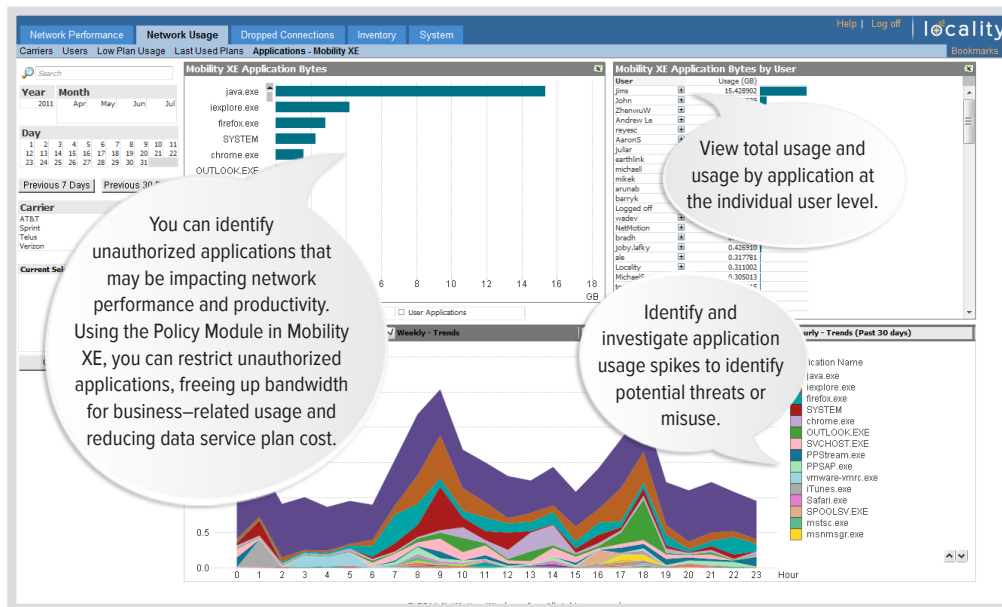 Help | Log off
locality
Network Performance Network Usage Dropped Connections Inventory System
Carriers Users Low Plan Usage Last Used Plans Applications - Mobility XE
Bookmarks
Search
Year Month
2011 Apr May Jun Jul
Day
1 2 3 4 5 6 7 8 9 10 11
12 13 14 15 16 17 18 19 20 21 22
23 24 25 26 27 28 29 30 31
Previous 7 Days Previous 30
Carrier
AT&T
Sprint
Telus
Verizon
Current Sel
Mobility XE Application Bytes
java.exe
iexplore.exe
firefox.exe
SYSTEM
chrome.exe
OUTLOOK.EXE
6 8 10 12 14 16 18
GB
User Applications
Mobility XE Application Bytes by User
User Usage (GB)
jims 15.428902
John
ZhenwuW
Andrew Le
reyesc
AaronS
juliar
earthlink
michaell
mikek
arunab
barryk
Logged off
wadev
NetMotion
bradh
joby.lafky 0.426910
ale 0.317781
Locality 0.311002
MichaelS 0.305013
You can identify
unauthorized applications that
may be impacting network
performance and productivity.
Using the Policy Module in Mobility
XE, you can restrict unauthorized
applications, freeing up bandwidth
for business–related usage and
reducing data service plan cost.
View total usage and
usage by application at
the individual user level.
Identify and
investigate application
usage spikes to identify
potential threats or
misuse.
Weekly - Trends
urly - Trends (Past 30 days)
ication Name
java.exe
iexplore.exe
firefox.exe
SYSTEM
chrome.exe
OUTLOOK.EXE
SVCHOST.EXE
PPStream.exe
PPSAP.exe
vmware-vmrc.exe
iTunes.exe
Safari.exe
SPOOLSV.EXE
mstsc.exe
msnmsgr.exe
0.5
0.0
0 1 2 3 4 5 6 7 8 9 10 11 12 13 14 15 16 17 18 19 20 21 22 23 Hour